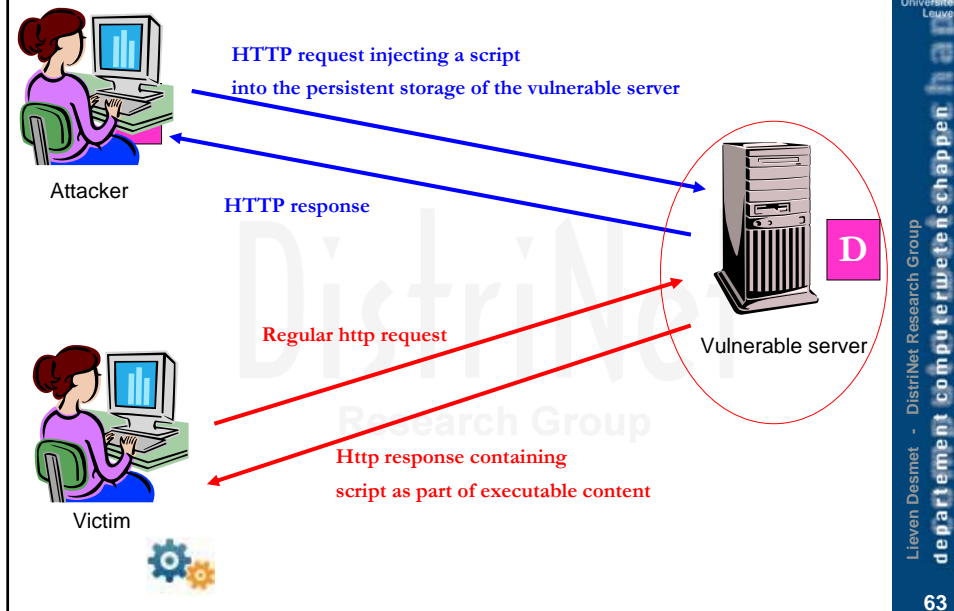 HTTP request injecting a script
into the persistent storage of the vulnerable server
Attacker
HTTP response
D
Regular http request
Vulnerable server
DistriNet
Research Group
Http response containing
script as part of executable content
Victim
Universite
Leuve
Lieven Desmet - DistriNet Research Group
departement computerwetenschappen
63